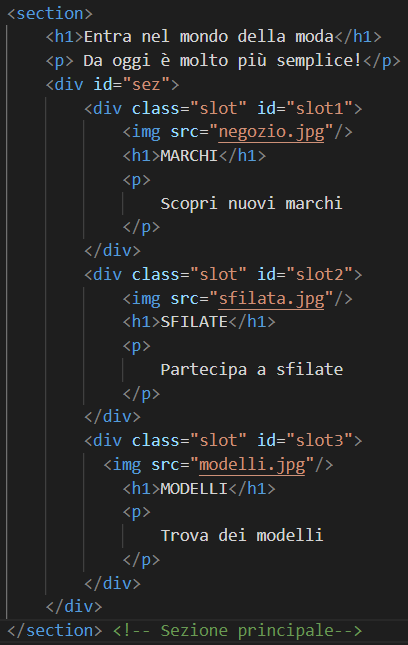 <section>
    <h1>Entra nel mondo della moda</h1>
    <p> Da oggi è molto più semplice!</p>
    <div id="sez">
        <div class="slot" id="slot1">
            <img src="negozio.jpg"/>
            <h1>MARCHI</h1>
            <p>
                Scopri nuovi marchi
            </p>
        </div>
        <div class="slot" id="slot2">
            <img src="sfilata.jpg"/>
            <h1>SFILATE</h1>
            <p>
                Partecipa a sfilate
            </p>
        </div>
        <div class="slot" id="slot3">
          <img src="modelli.jpg"/>
            <h1>MODELLI</h1>
            <p>
                Trova dei modelli
            </p>
        </div>
    </div>
</section> <!-- Sezione principale-->